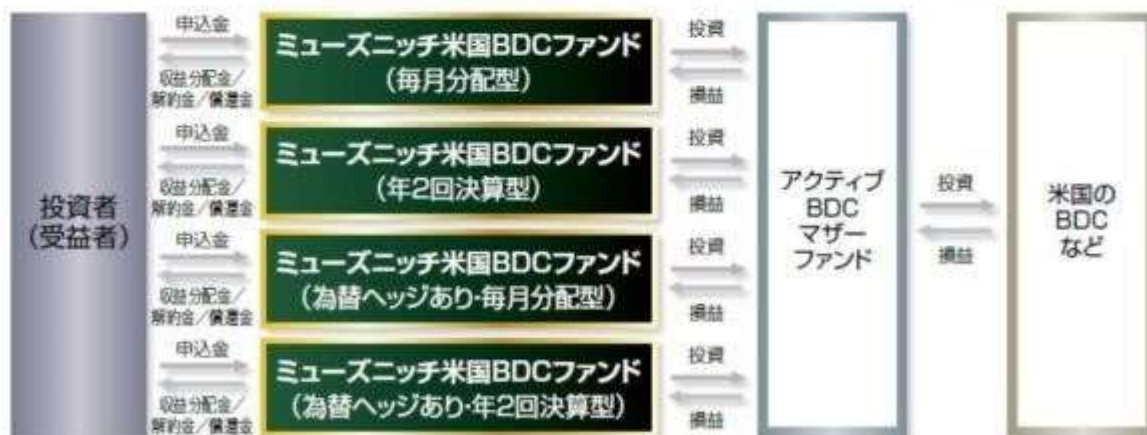 投資者
(受益者)
申込金
収益分配金/
解約金/償還金
ミューズニッチ米国BDCファンド
(毎月分配型)
投資
損益
申込金
収益分配金/
解約金/償還金
ミューズニッチ米国BDCファンド
(年2回決算型)
投資
損益
申込金
収益分配金/
解約金/償還金
ミューズニッチ米国BDCファンド
(為替ヘッジあり・毎月分配型)
投資
損益
申込金
収益分配金/
解約金/償還金
ミューズニッチ米国BDCファンド
(為替ヘッジあり・年2回決算型)
投資
損益
アクティブ
BDC
マザー
ファンド
投資
損益
米国の
BDC
など